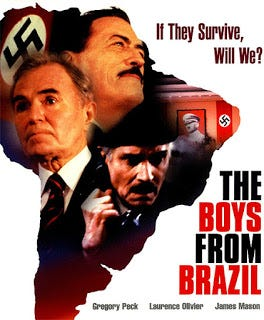 If They Survive,
Will We?
THE
BOYS
FROM
BRAZIL
Gregory Peck Laurence Olivier James Mason